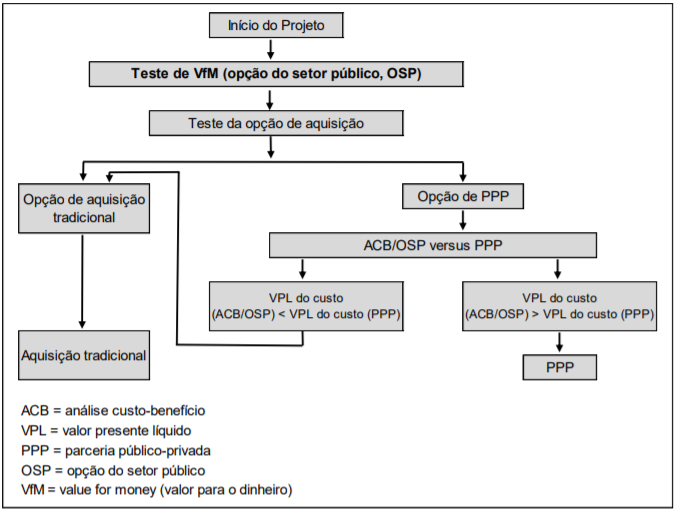 Início do Projeto
Teste de VfM (opção do setor público, OSP)
Teste da opção de aquisição
Opção de aquisição
tradicional
Opção de PPP
ACB/OSP versus PPP
VPL do custo
(ACB/OSP) < VPL do custo (PPP)
VPL do custo
(ACB/OSP) > VPL do custo (PPP)
Aquisição tradicional
PPP
ACB = análise custo-benefício
VPL = valor presente líquido
PPP = parceria público-privada
OSP = opção do setor público
VfM = value for money (valor para o dinheiro)